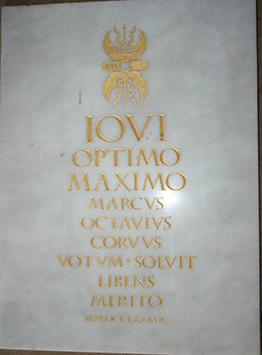 IOVI
OPTIMO
MAXIMO
MARCVS
OCTAVIVS
CORVVS
VOTVM · SOLVIT
LIBENS
MERITO